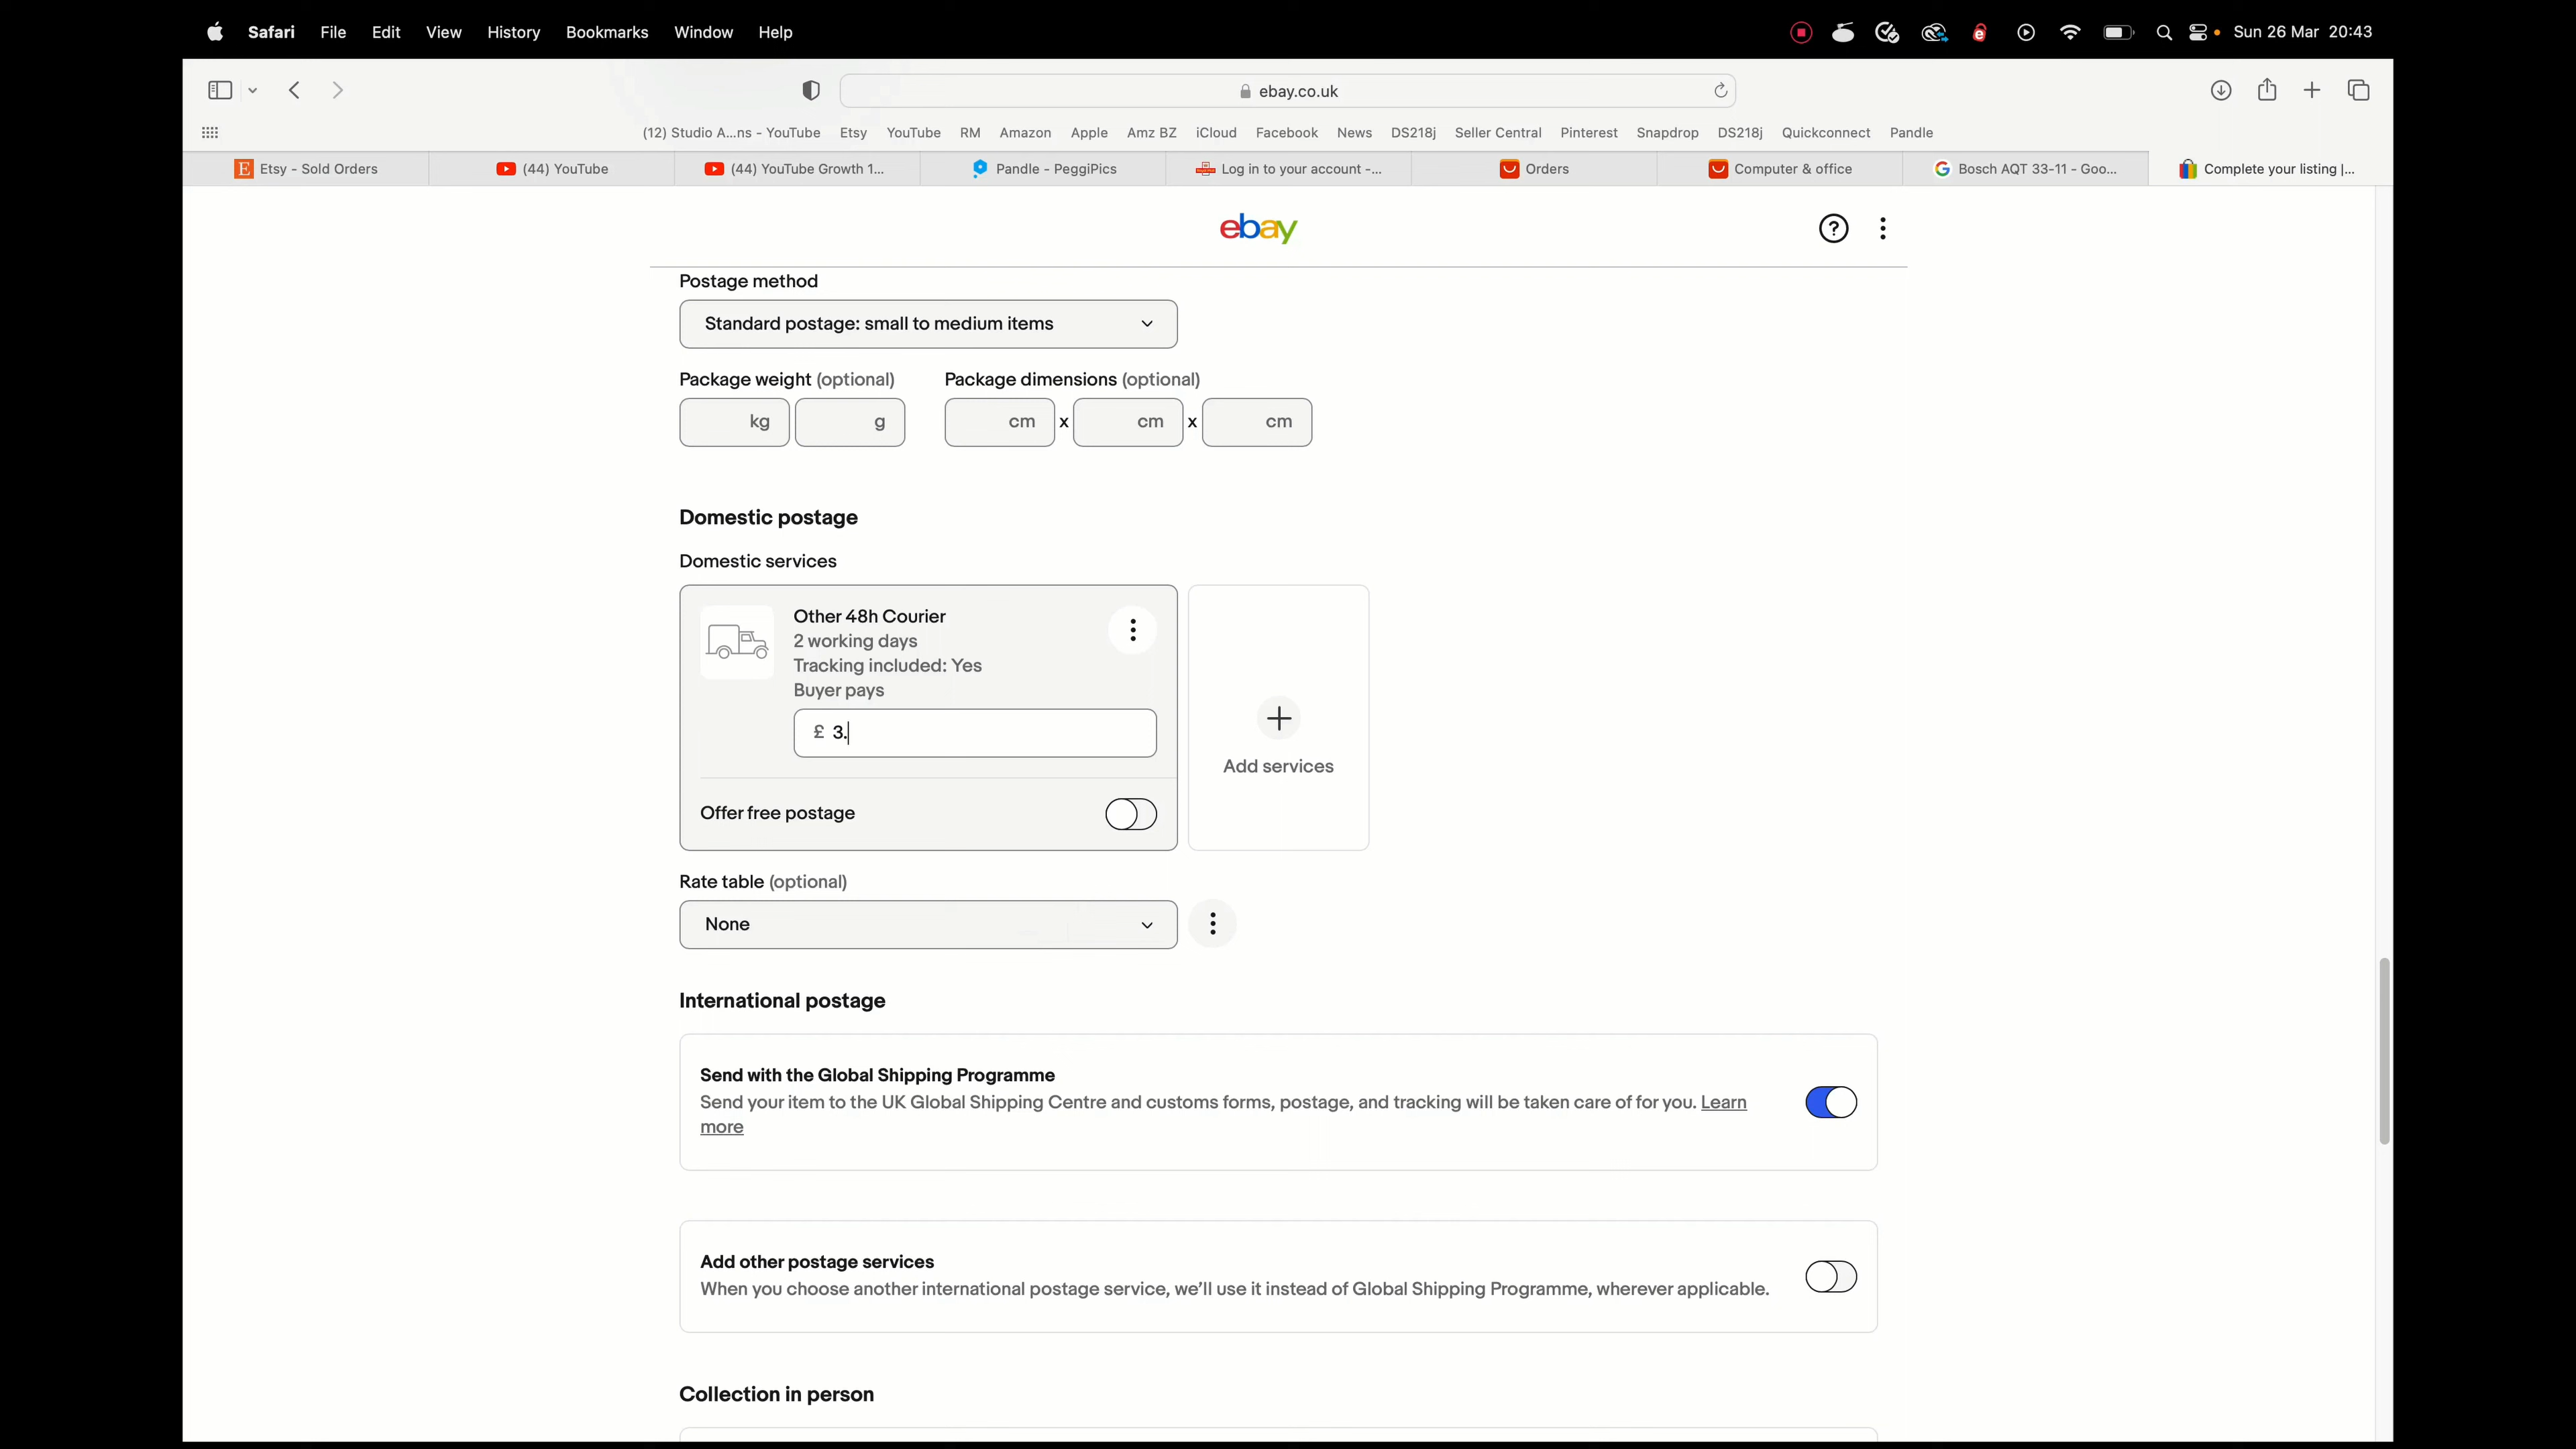 Safari File Edit View History Bookmarks Window Help Sun 26 Mar 20:43
ebay.co.uk
(12) Studio A...ns - YouTube Etsy YouTube RM Amazon Apple Amz BZ iCloud Facebook News DS218j Seller Central Pinterest Snapdrop DS218j Quickconnect Pandle
Etsy - Sold Orders (44) YouTube (44) YouTube Growth 1... Pandle - PeggiPics Log in to your account -... Orders Computer & office Bosch AQT 33-11 - Goo... Complete your listing |...
ebay
Postage method
Standard postage: small to medium items
Package weight (optional) Package dimensions (optional)
kg g cm x cm x cm
Domestic postage
Domestic services
Other 48h Courier
2 working days
Tracking included: Yes
Buyer pays
£ 3.
Add services
Offer free postage
Rate table (optional)
None
International postage
Send with the Global Shipping Programme
Send your item to the UK Global Shipping Centre and customs forms, postage, and tracking will be taken care of for you. Learn
more
Add other postage services
When you choose another international postage service, we'll use it instead of Global Shipping Programme, wherever applicable.
Collection in person